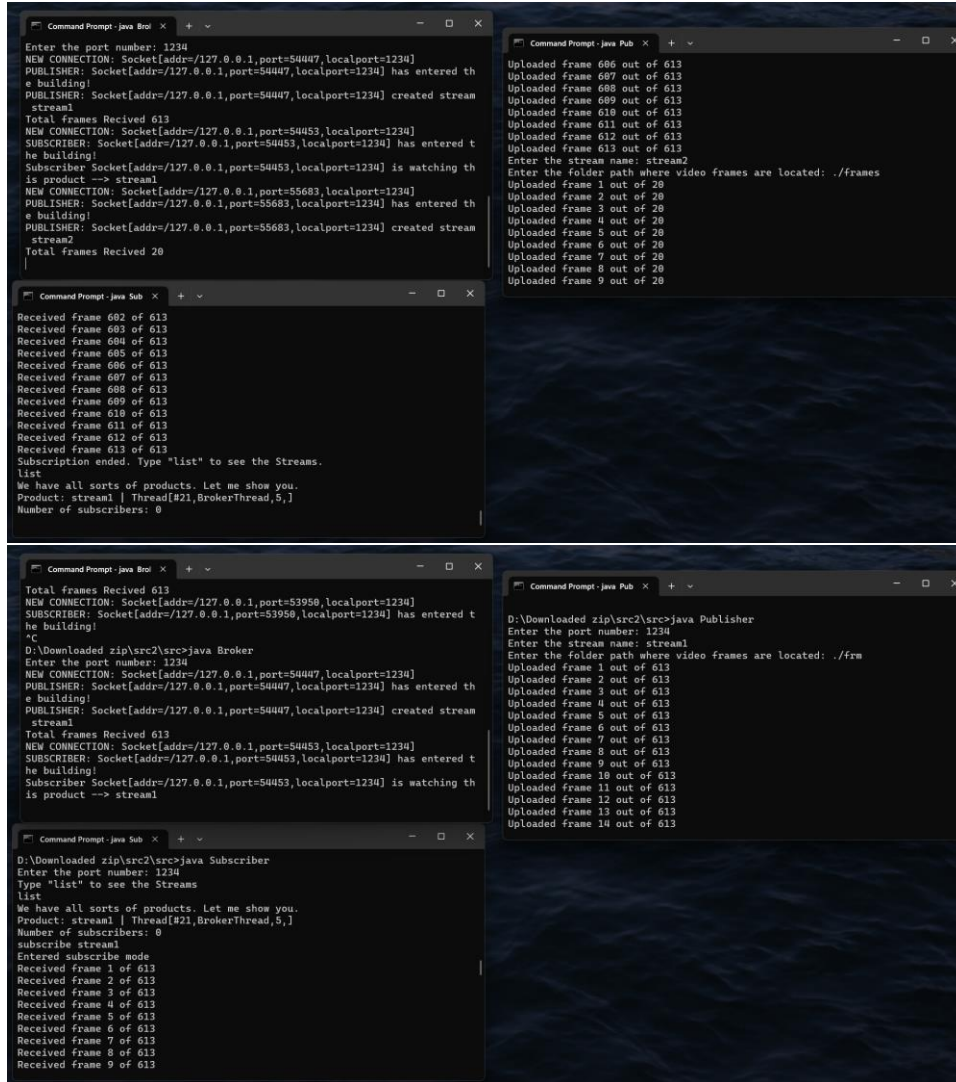 Command Prompt - java Brol
Enter the port number: 1234
NEW CONNECTION: Socket[addr=/127.0.0.1,port=54447,localport=1234]
PUBLISHER: Socket[addr=/127.0.0.1,port=54447,localport=1234] has entered th
e building!
PUBLISHER: Socket[addr=/127.0.0.1,port=54447,localport=1234] created stream
stream1
Total frames Recived 613
NEW CONNECTION: Socket[addr=/127.0.0.1,port=54453,localport=1234]
SUBSCRIBER: Socket[addr=/127.0.0.1,port=54453,localport=1234] has entered t
he building!
Subscriber Socket[addr=/127.0.0.1,port=54453,localport=1234] is watching th
is product --> stream1
NEW CONNECTION: Socket[addr=/127.0.0.1,port=55683,localport=1234]
PUBLISHER: Socket[addr=/127.0.0.1,port=55683,localport=1234] has entered th
e building!
PUBLISHER: Socket[addr=/127.0.0.1,port=55683,localport=1234] created stream
stream2
Total frames Recived 20
Command Prompt - java Pub
Uploaded frame 606 out of 613
Uploaded frame 607 out of 613
Uploaded frame 608 out of 613
Uploaded frame 609 out of 613
Uploaded frame 610 out of 613
Uploaded frame 611 out of 613
Uploaded frame 612 out of 613
Uploaded frame 613 out of 613
Enter the stream name: stream2
Enter the folder path where video frames are located: ./frames
Uploaded frame 1 out of 20
Uploaded frame 2 out of 20
Uploaded frame 3 out of 20
Uploaded frame 4 out of 20
Uploaded frame 5 out of 20
Uploaded frame 6 out of 20
Uploaded frame 7 out of 20
Uploaded frame 8 out of 20
Uploaded frame 9 out of 20
Command Prompt - java Sub
Received frame 602 of 613
Received frame 603 of 613
Received frame 604 of 613
Received frame 605 of 613
Received frame 606 of 613
Received frame 607 of 613
Received frame 608 of 613
Received frame 609 of 613
Received frame 610 of 613
Received frame 611 of 613
Received frame 612 of 613
Received frame 613 of 613
Subscription ended. Type "list" to see the Streams.
list
We have all sorts of products. Let me show you.
Product: stream1 | Thread[#21,BrokerThread,5,]
Number of subscribers: 0
Command Prompt - java Brol
Total frames Recived 613
NEW CONNECTION: Socket[addr=/127.0.0.1,port=53950,localport=1234]
SUBSCRIBER: Socket[addr=/127.0.0.1,port=53950,localport=1234] has entered t
he building!
^C
D:\Downloaded zip\src2\src>java Broker
Enter the port number: 1234
NEW CONNECTION: Socket[addr=/127.0.0.1,port=54447,localport=1234]
PUBLISHER: Socket[addr=/127.0.0.1,port=54447,localport=1234] has entered th
e building!
PUBLISHER: Socket[addr=/127.0.0.1,port=54447,localport=1234] created stream
stream1
Total frames Recived 613
NEW CONNECTION: Socket[addr=/127.0.0.1,port=54453,localport=1234]
SUBSCRIBER: Socket[addr=/127.0.0.1,port=54453,localport=1234] has entered t
he building!
Subscriber Socket[addr=/127.0.0.1,port=54453,localport=1234] is watching th
is product --> stream1
Command Prompt - java Pub
D:\Downloaded zip\src2\src>java Publisher
Enter the port number: 1234
Enter the stream name: stream1
Enter the folder path where video frames are located: ./frm
Uploaded frame 1 out of 613
Uploaded frame 2 out of 613
Uploaded frame 3 out of 613
Uploaded frame 4 out of 613
Uploaded frame 5 out of 613
Uploaded frame 6 out of 613
Uploaded frame 7 out of 613
Uploaded frame 8 out of 613
Uploaded frame 9 out of 613
Uploaded frame 10 out of 613
Uploaded frame 11 out of 613
Uploaded frame 12 out of 613
Uploaded frame 13 out of 613
Uploaded frame 14 out of 613
Command Prompt - java Sub
D:\Downloaded zip\src2\src>java Subscriber
Enter the port number: 1234
Type "list" to see the Streams
list
We have all sorts of products. Let me show you.
Product: stream1 | Thread[#21,BrokerThread,5,]
Number of subscribers: 0
subscribe stream1
Entered subscribe mode
Received frame 1 of 613
Received frame 2 of 613
Received frame 3 of 613
Received frame 4 of 613
Received frame 5 of 613
Received frame 6 of 613
Received frame 7 of 613
Received frame 8 of 613
Received frame 9 of 613